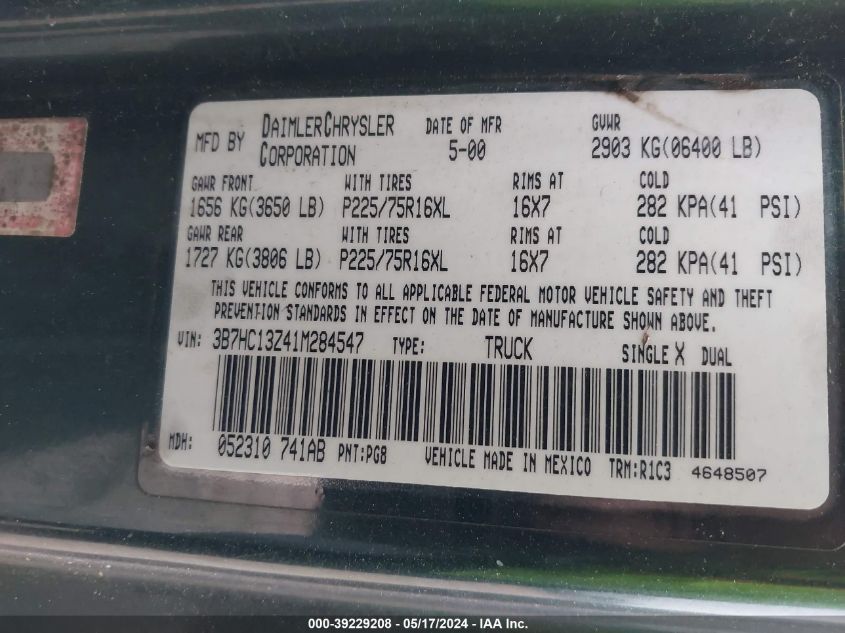 MFD BY DAIMLERCHRYSLER CORPORATION DATE OF MFR 5-00 GVWR 2903 KG(06400 LB)
GAWR FRONT WITH TIRES RIMS AT COLD
1656 KG(3650 LB) P225/75R16XL 16X7 282 KPA(41 PSI)
GAWR REAR WITH TIRES RIMS AT COLD
1727 KG(3806 LB) P225/75R16XL 16X7 282 KPA(41 PSI)
THIS VEHICLE CONFORMS TO ALL APPLICABLE FEDERAL MOTOR VEHICLE SAFETY AND THEFT
PREVENTION STANDARDS IN EFFECT ON THE DATE OF MANUFACTURE SHOWN ABOVE.
VIN: 3B7HC13Z41M284547 TYPE: TRUCK SINGLE X DUAL
MDH: 052310 741AB PNT:PG8 VEHICLE MADE IN MEXICO TRM:R1C3 4648507
000-39229208 - 05/17/2024 - IAA Inc.